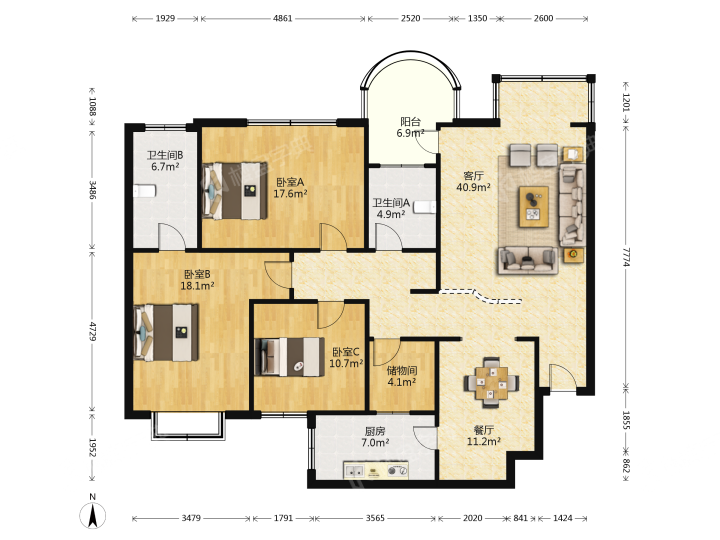 1929
4861
2520
1350
2600
1088
3486
4729
1952
1201
7774
1855
862
阳台
6.9m²
卫生间B
6.7m²
卧室A
17.6m²
客厅
40.9m²
卫生间A
4.9m²
卧室B
18.1m²
卧室C
10.7m²
储物间
4.1m²
厨房
7.0m²
餐厅
11.2m²
N
3479
1791
3565
2020
841
1424